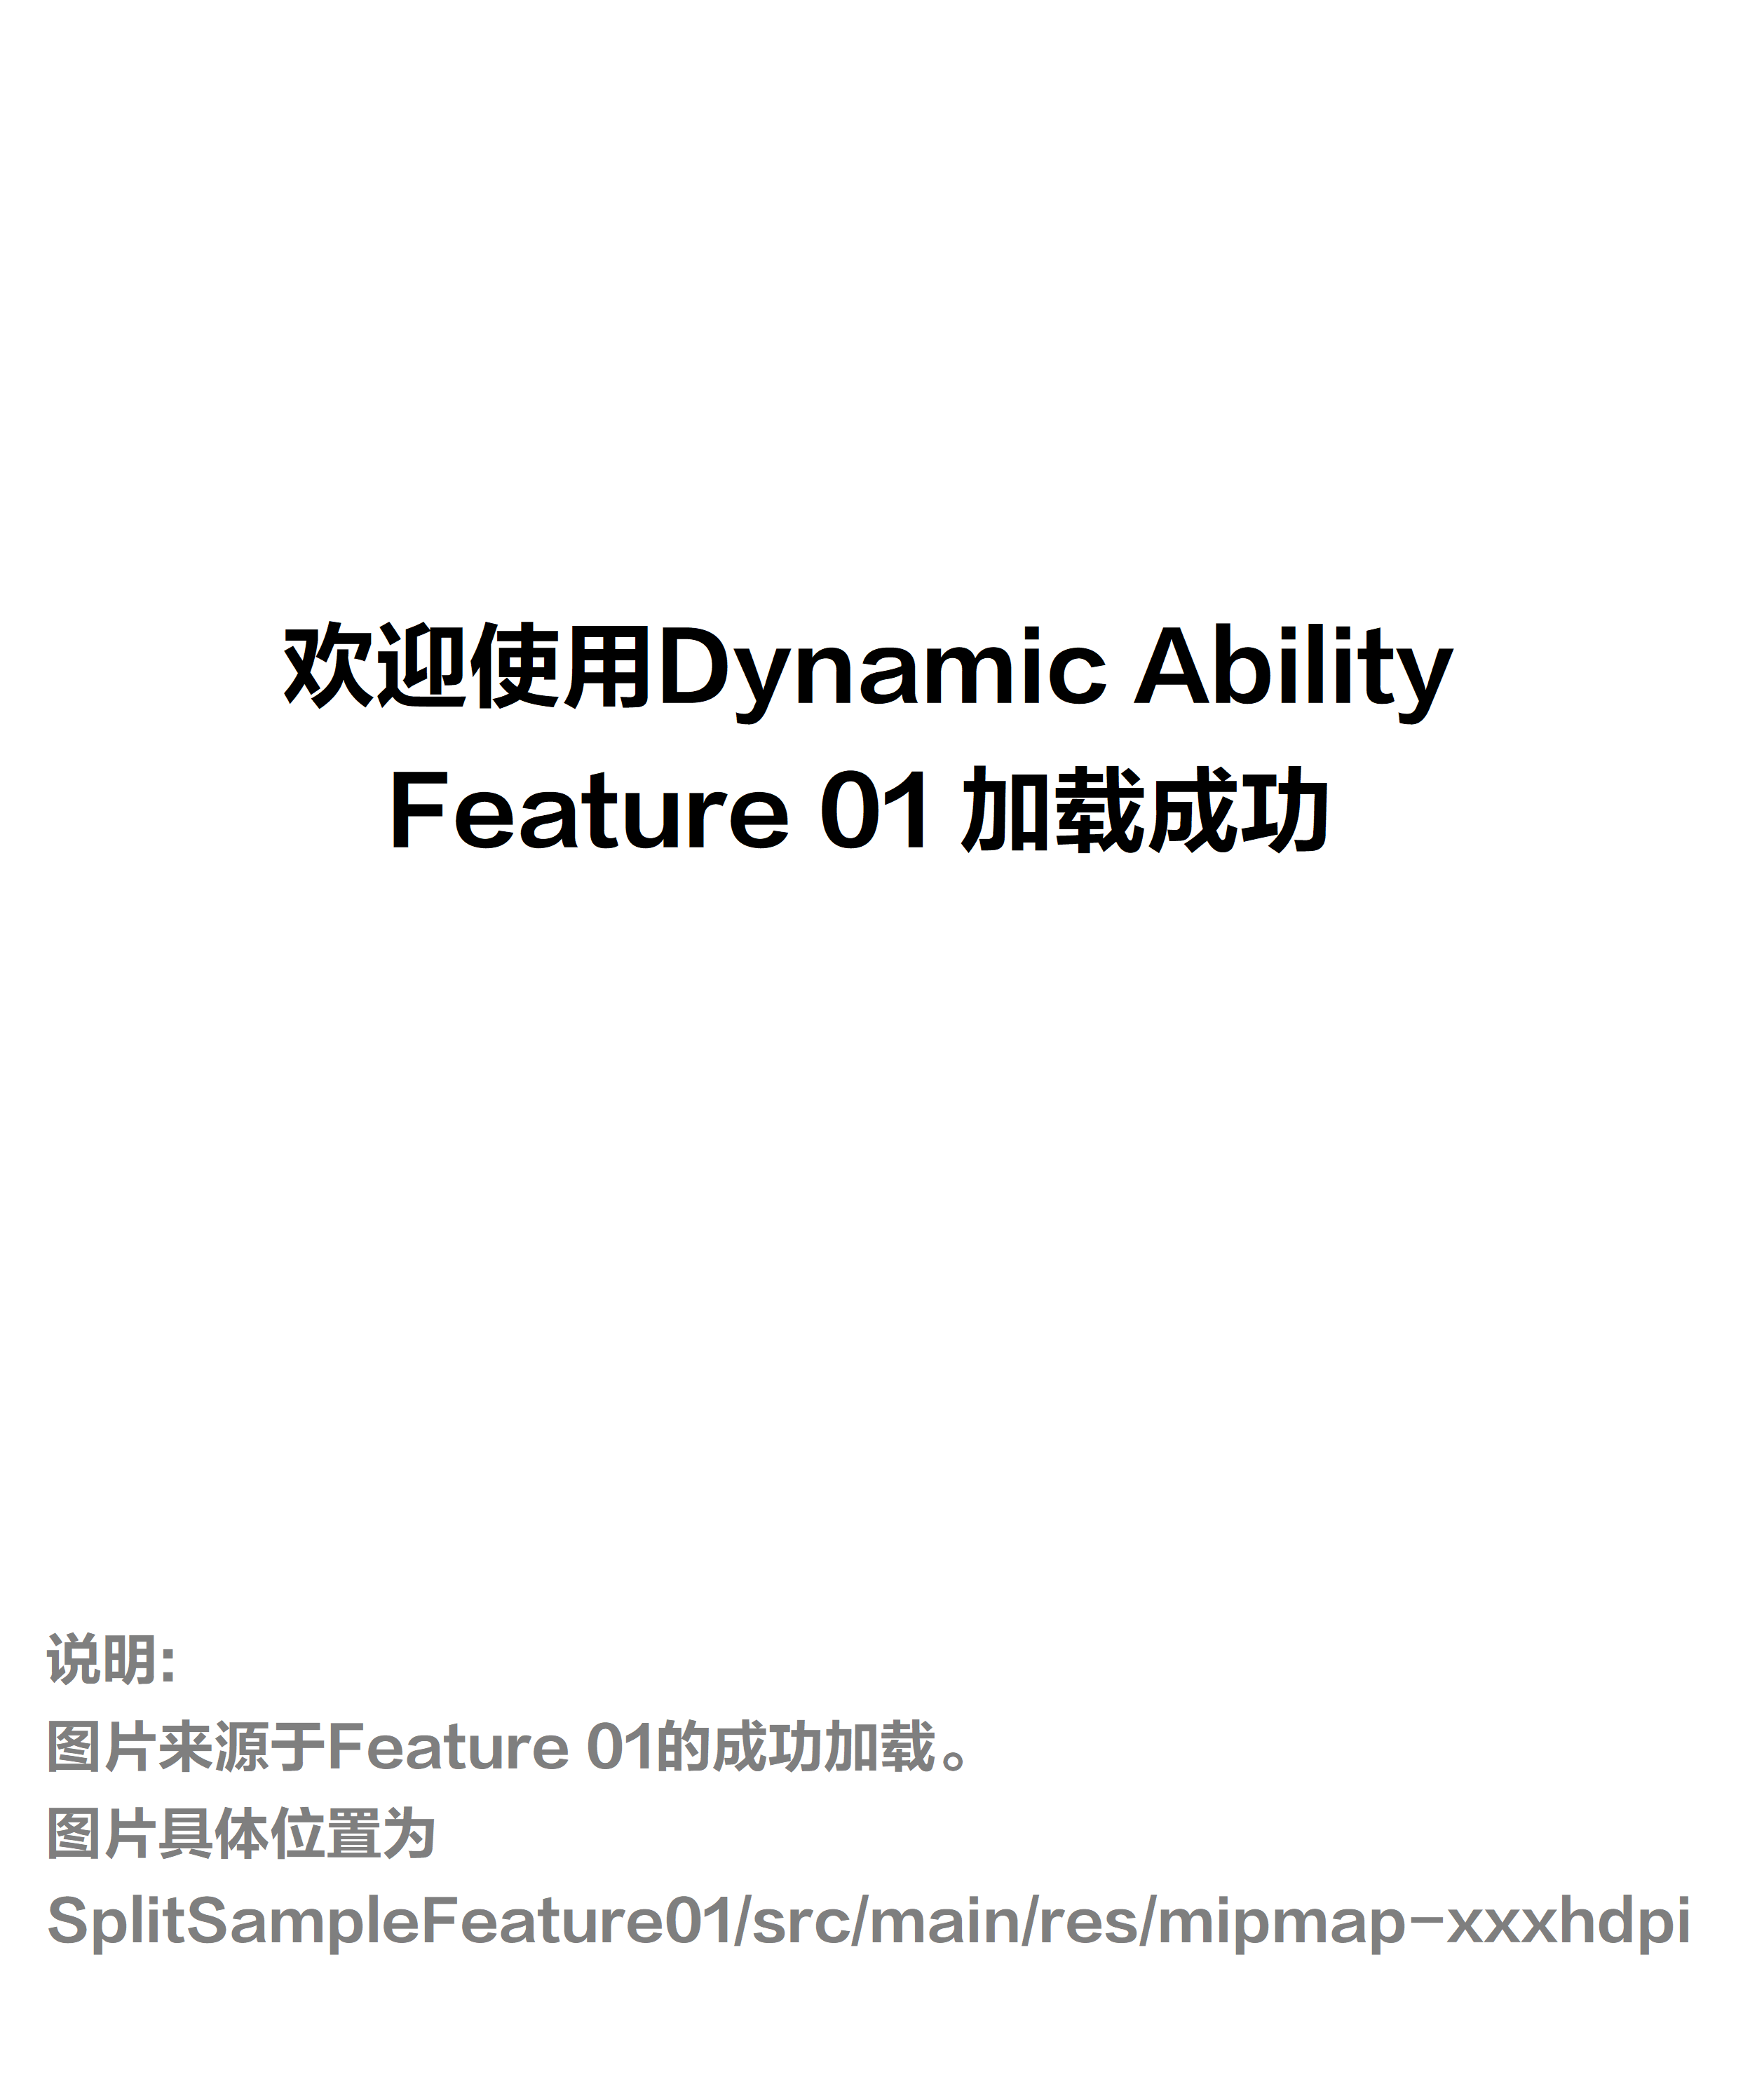 欢迎使用Dynamic Ability
Feature 01 加载成功
说明:
图片来源于Feature 01的成功加载。
图片具体位置为
SplitSampleFeature01/src/main/res/mipmap-xxxhdpi